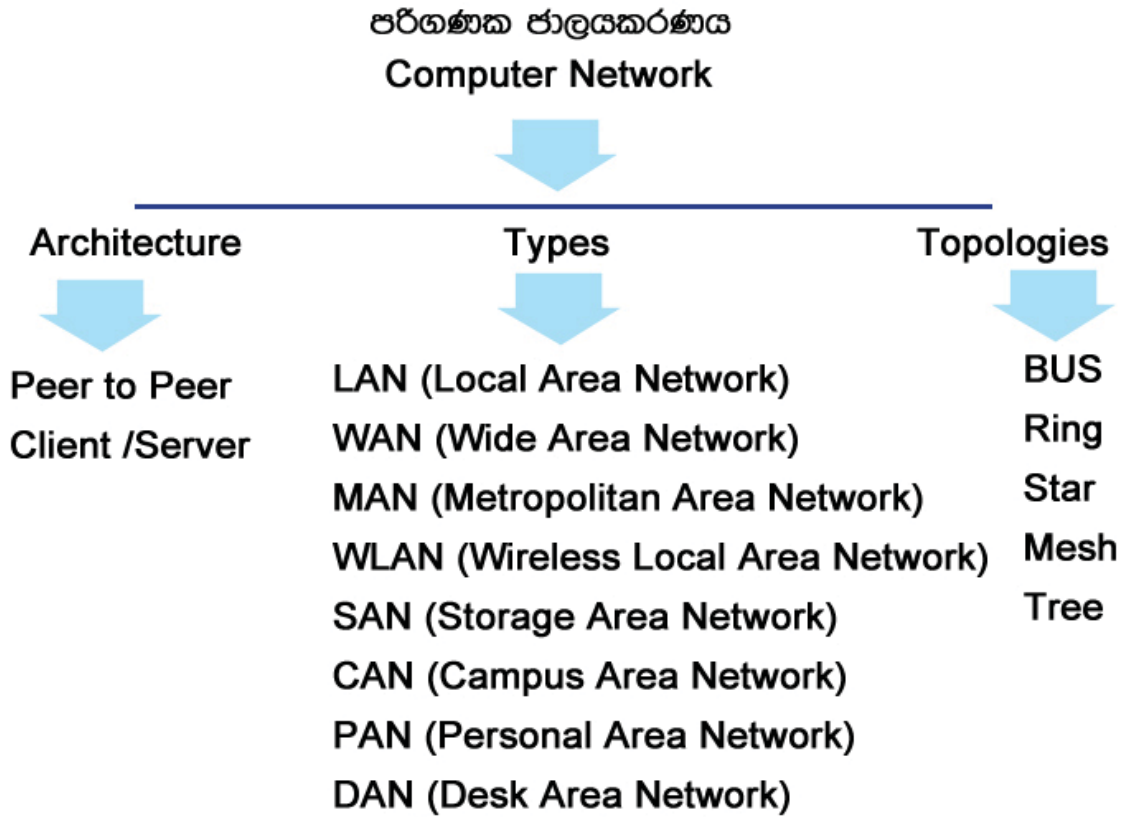 පරිගණක ජාලයකරණය
Computer Network
Architecture
Types
Topologies
Peer to Peer
Client /Server
LAN (Local Area Network)
WAN (Wide Area Network)
MAN (Metropolitan Area Network)
WLAN (Wireless Local Area Network)
SAN (Storage Area Network)
CAN (Campus Area Network)
PAN (Personal Area Network)
DAN (Desk Area Network)
BUS
Ring
Star
Mesh
Tree